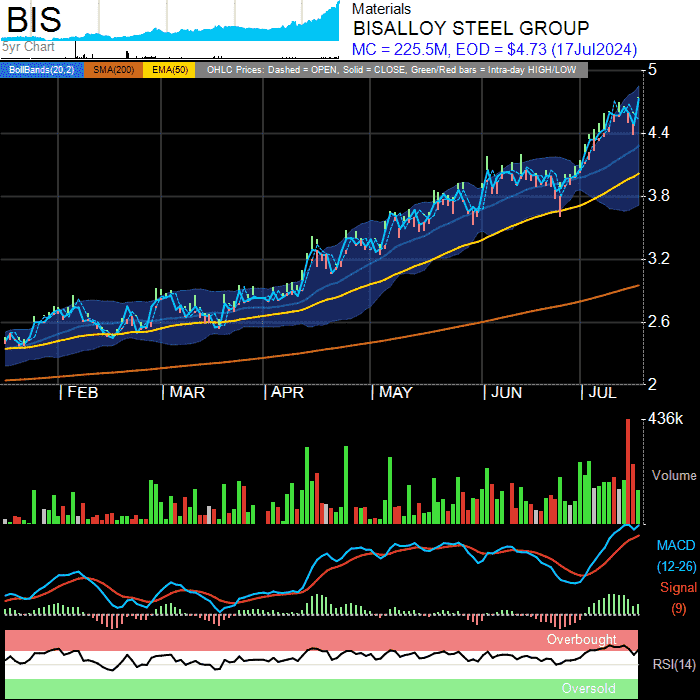 BIS
5yr Chart
Materials
BISALLOY STEEL GROUP
MC = 225.5M, EOD = $4.73 (17Jul2024)
BollBands(20,2) SMA(200) EMA(50) OHLC Prices: Dashed = OPEN, Solid = CLOSE, Green/Red bars = Intra-day HIGH/LOW
5
4.4
3.8
3.2
2.6
2
FEB MAR APR MAY JUN JUL
436k
Volume
MACD
(12-26)
Signal
(9)
Overbought
RSI(14)
Oversold